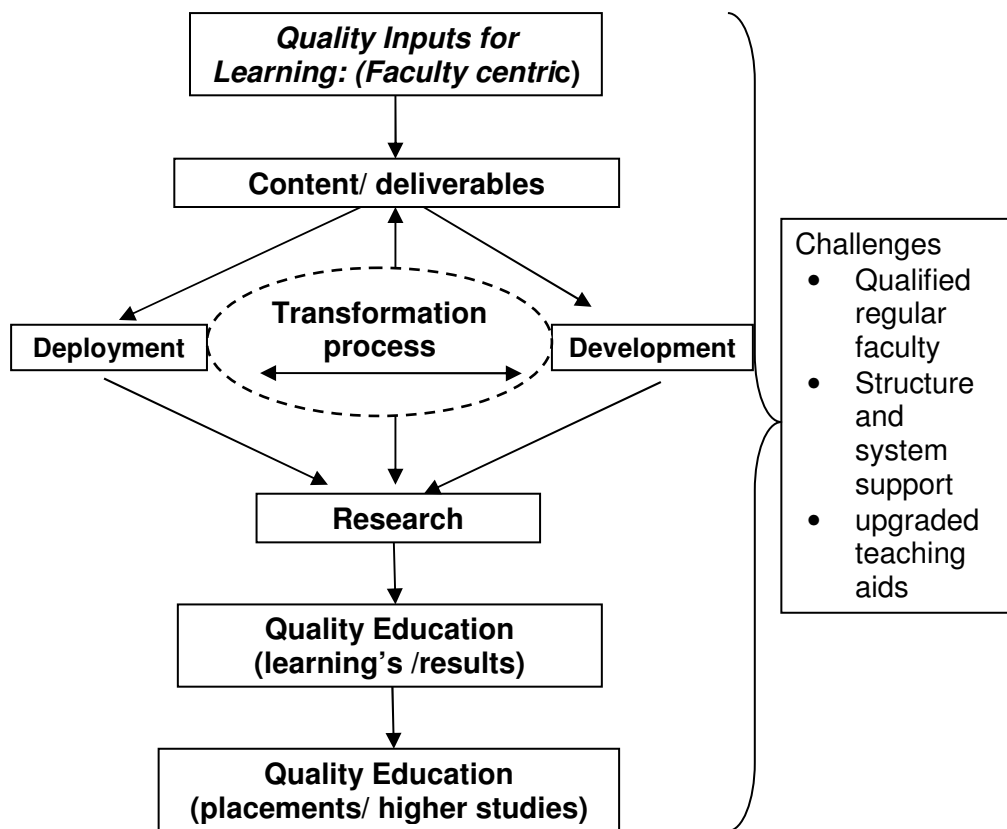 Quality Inputs for
Learning: (Faculty centric)
Content/ deliverables
Transformation
process
Deployment
Development
Research
Quality Education
(learning’s /results)
Quality Education
(placements/ higher studies)
Challenges
• Qualified
regular
faculty
• Structure
and
system
support
• upgraded
teaching
aids